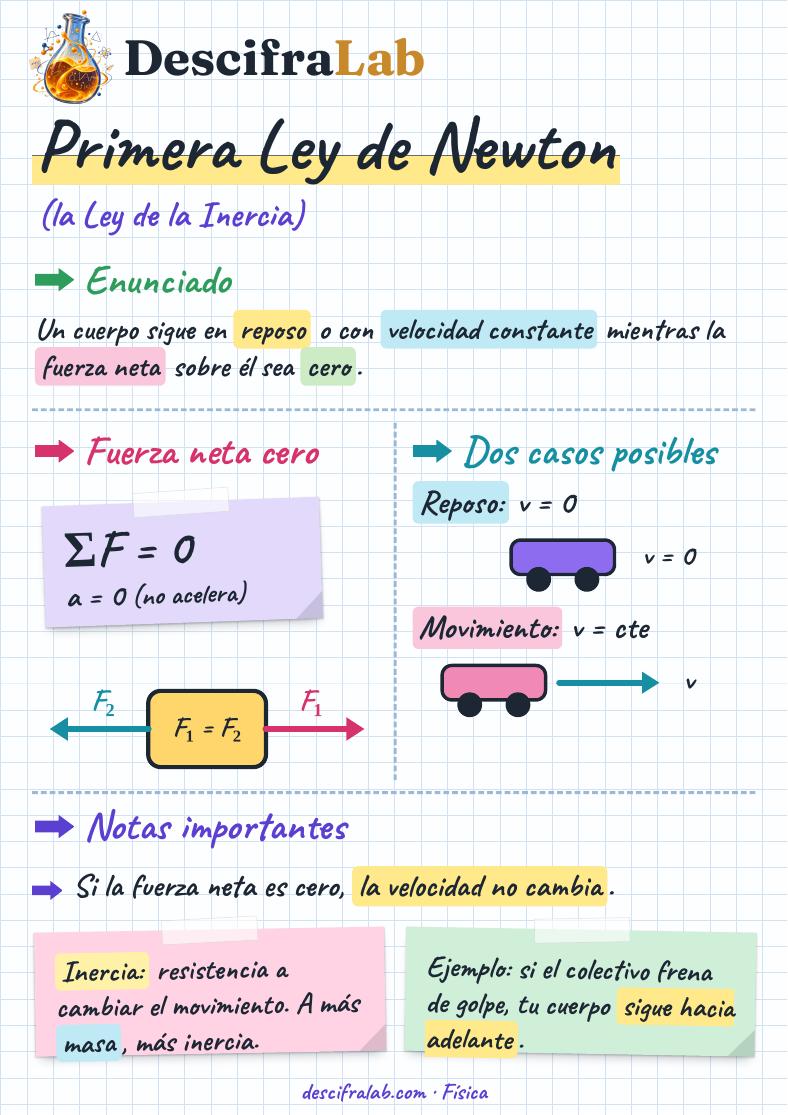 DescifraLab
Primera Ley de Newton
(la Ley de la Inercia)
Enunciado
Un cuerpo sigue en reposo o con velocidad constante mientras la
fuerza neta sobre él sea cero.
Fuerza neta cero
ΣF = 0
a = 0 (no acelera)
F₂
F₁ = F₂
F₁
Dos casos posibles
Reposo: v = 0
v = 0
Movimiento: v = cte
v
Notas importantes
Si la fuerza neta es cero, la velocidad no cambia.
Inercia: resistencia a
cambiar el movimiento. A más
masa, más inercia.
Ejemplo: si el colectivo frena
de golpe, tu cuerpo sigue hacia
adelante.
descifralab.com · Física